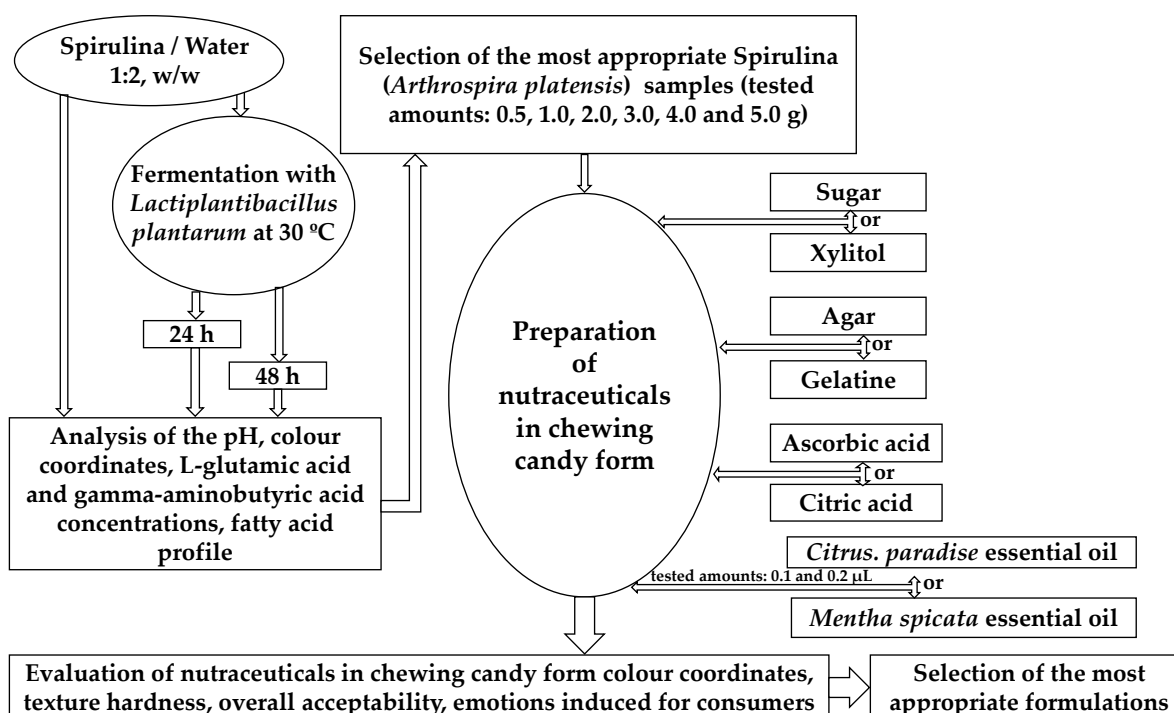 Spirulina / Water
1:2, w/w
Fermentation with
Lactiplantibacillus
plantarum at 30 ºC
24 h
48 h
Analysis of the pH, colour
coordinates, L-glutamic acid
and gamma-aminobutyric acid
concentrations, fatty acid
profile
Selection of the most appropriate Spirulina
(Arthrospira platensis) samples (tested
amounts: 0.5, 1.0, 2.0, 3.0, 4.0 and 5.0 g)
Preparation
of
nutraceuticals
in chewing
candy form
Sugar
or
Xylitol
Agar
or
Gelatine
Ascorbic acid
or
Citric acid
Citrus. paradise essential oil
tested amounts: 0.1 and 0.2 µL
or
Mentha spicata essential oil
Evaluation of nutraceuticals in chewing candy form colour coordinates,
texture hardness, overall acceptability, emotions induced for consumers
Selection of the most
appropriate formulations